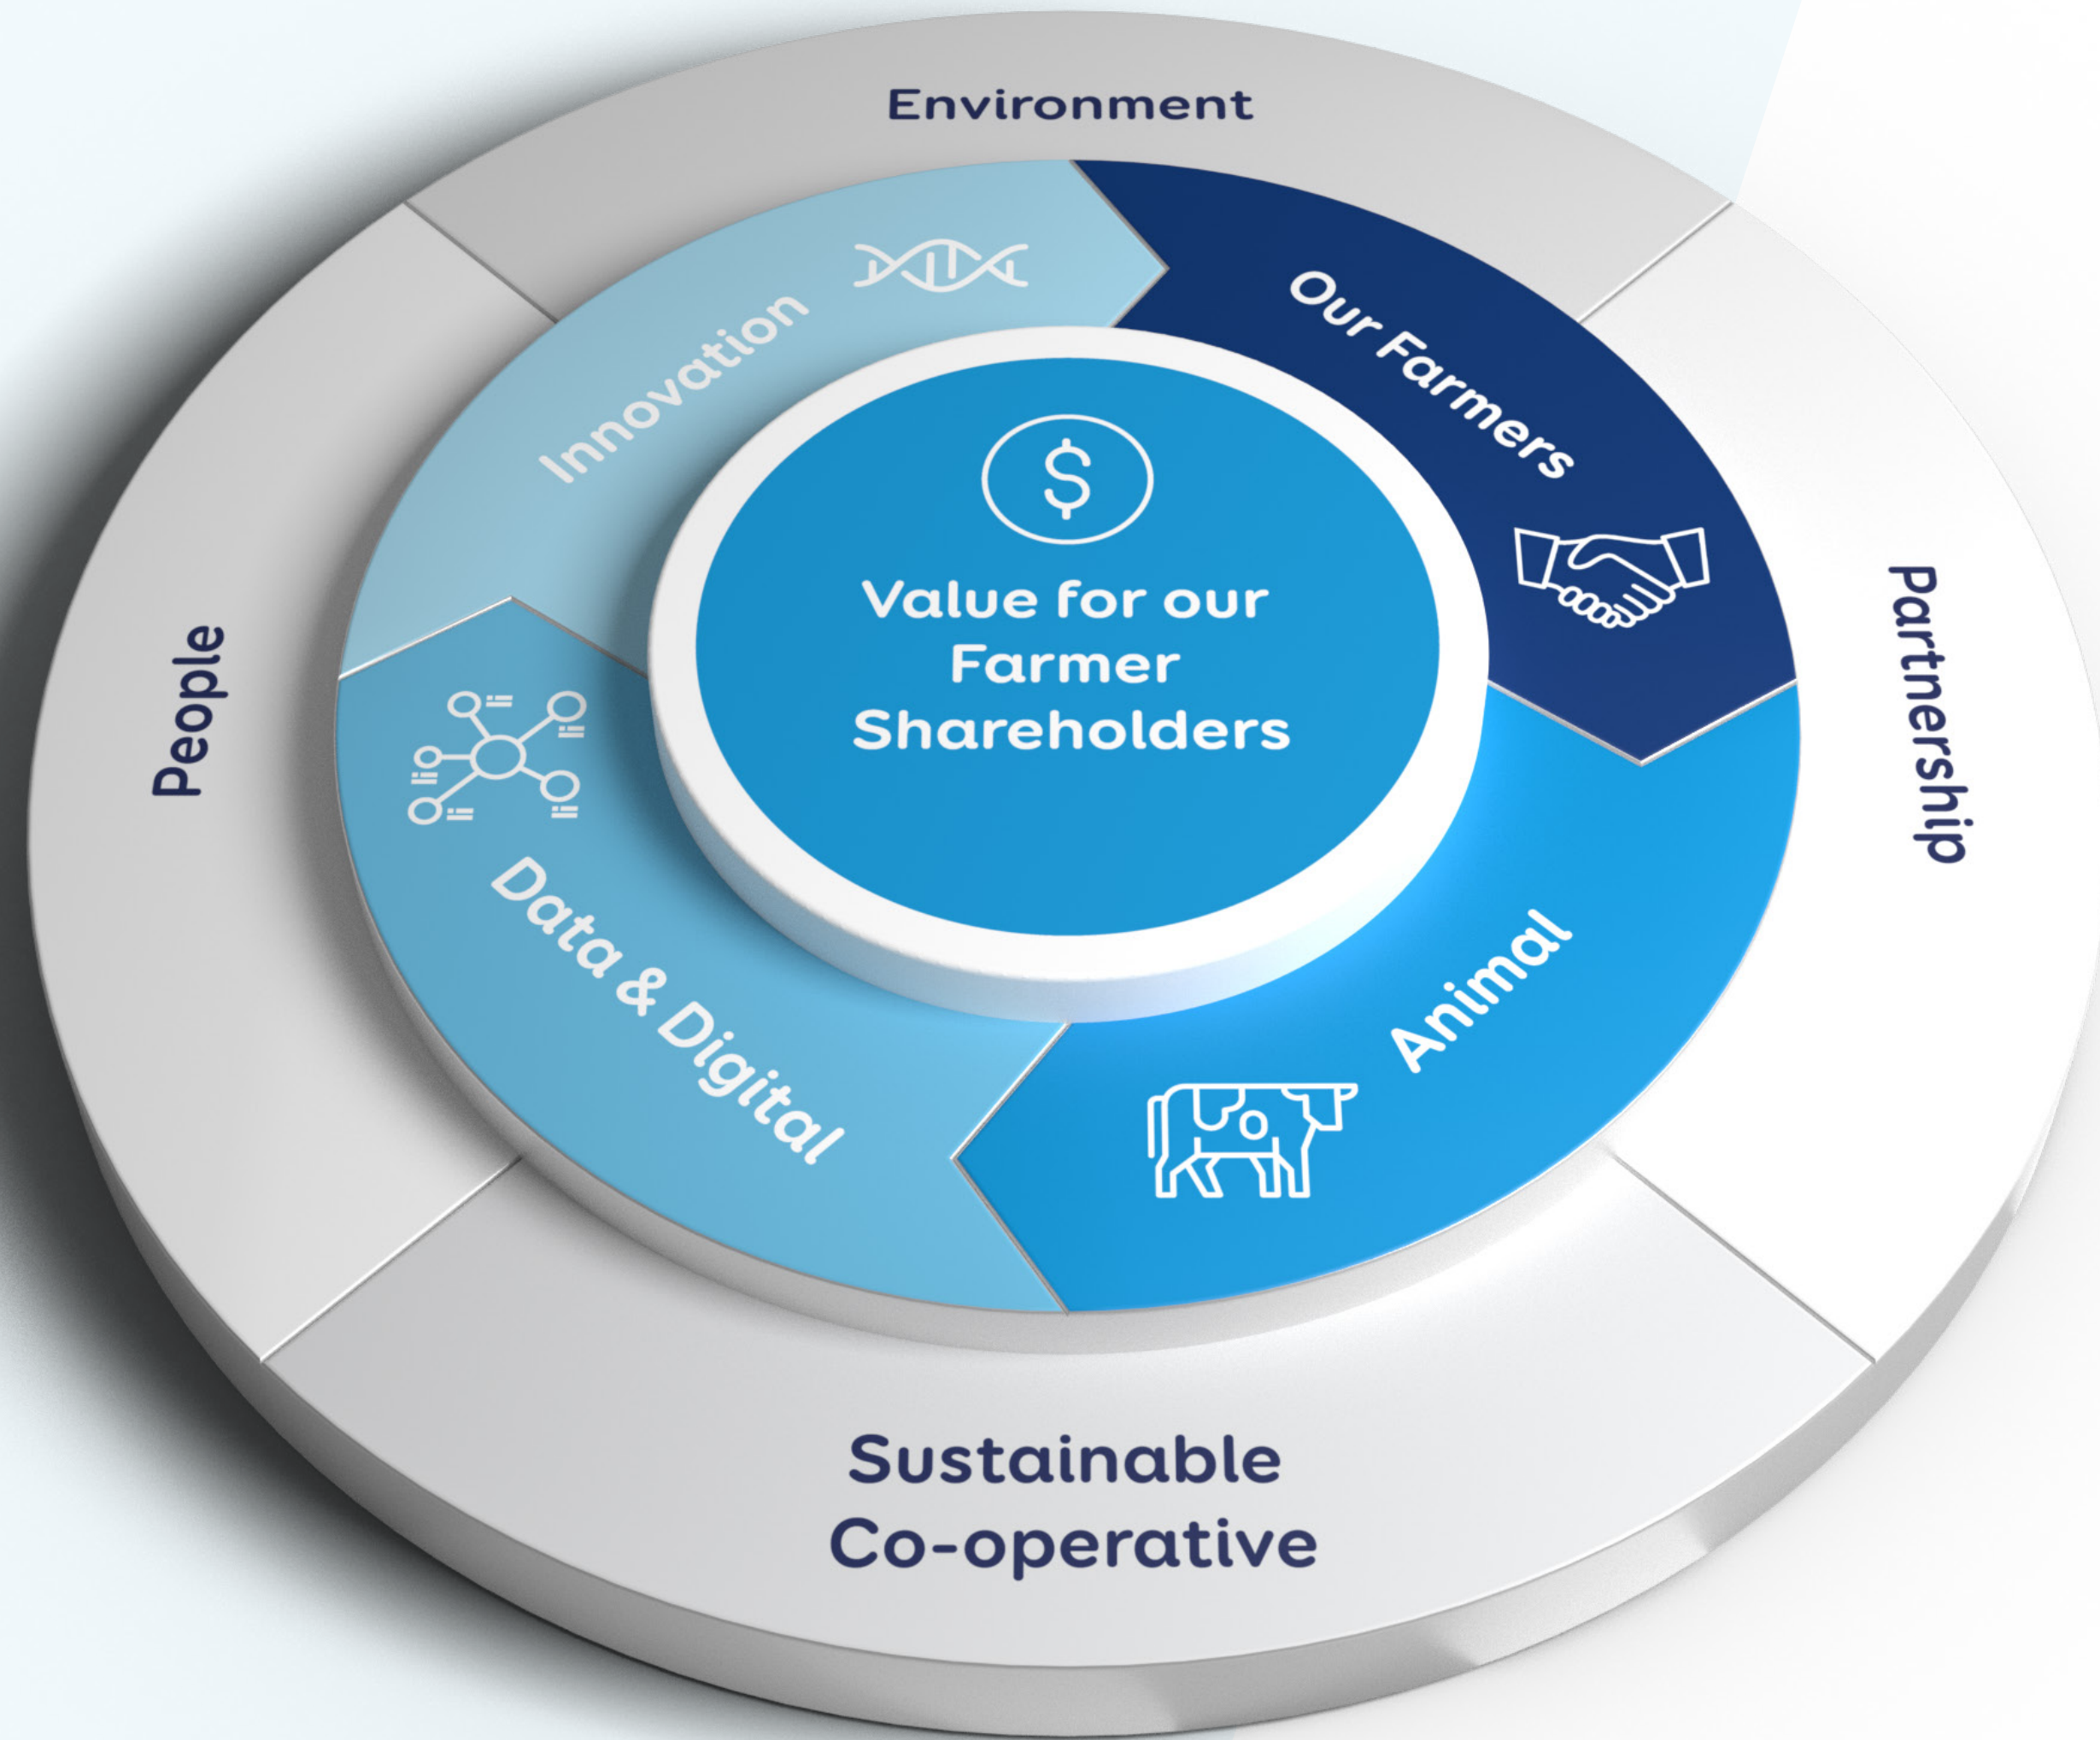 Environment
Innovation
Our Farmers
$
Value for our
Farmer
Shareholders
People
Partnership
Data & Digital
Animal
Sustainable
Co-operative